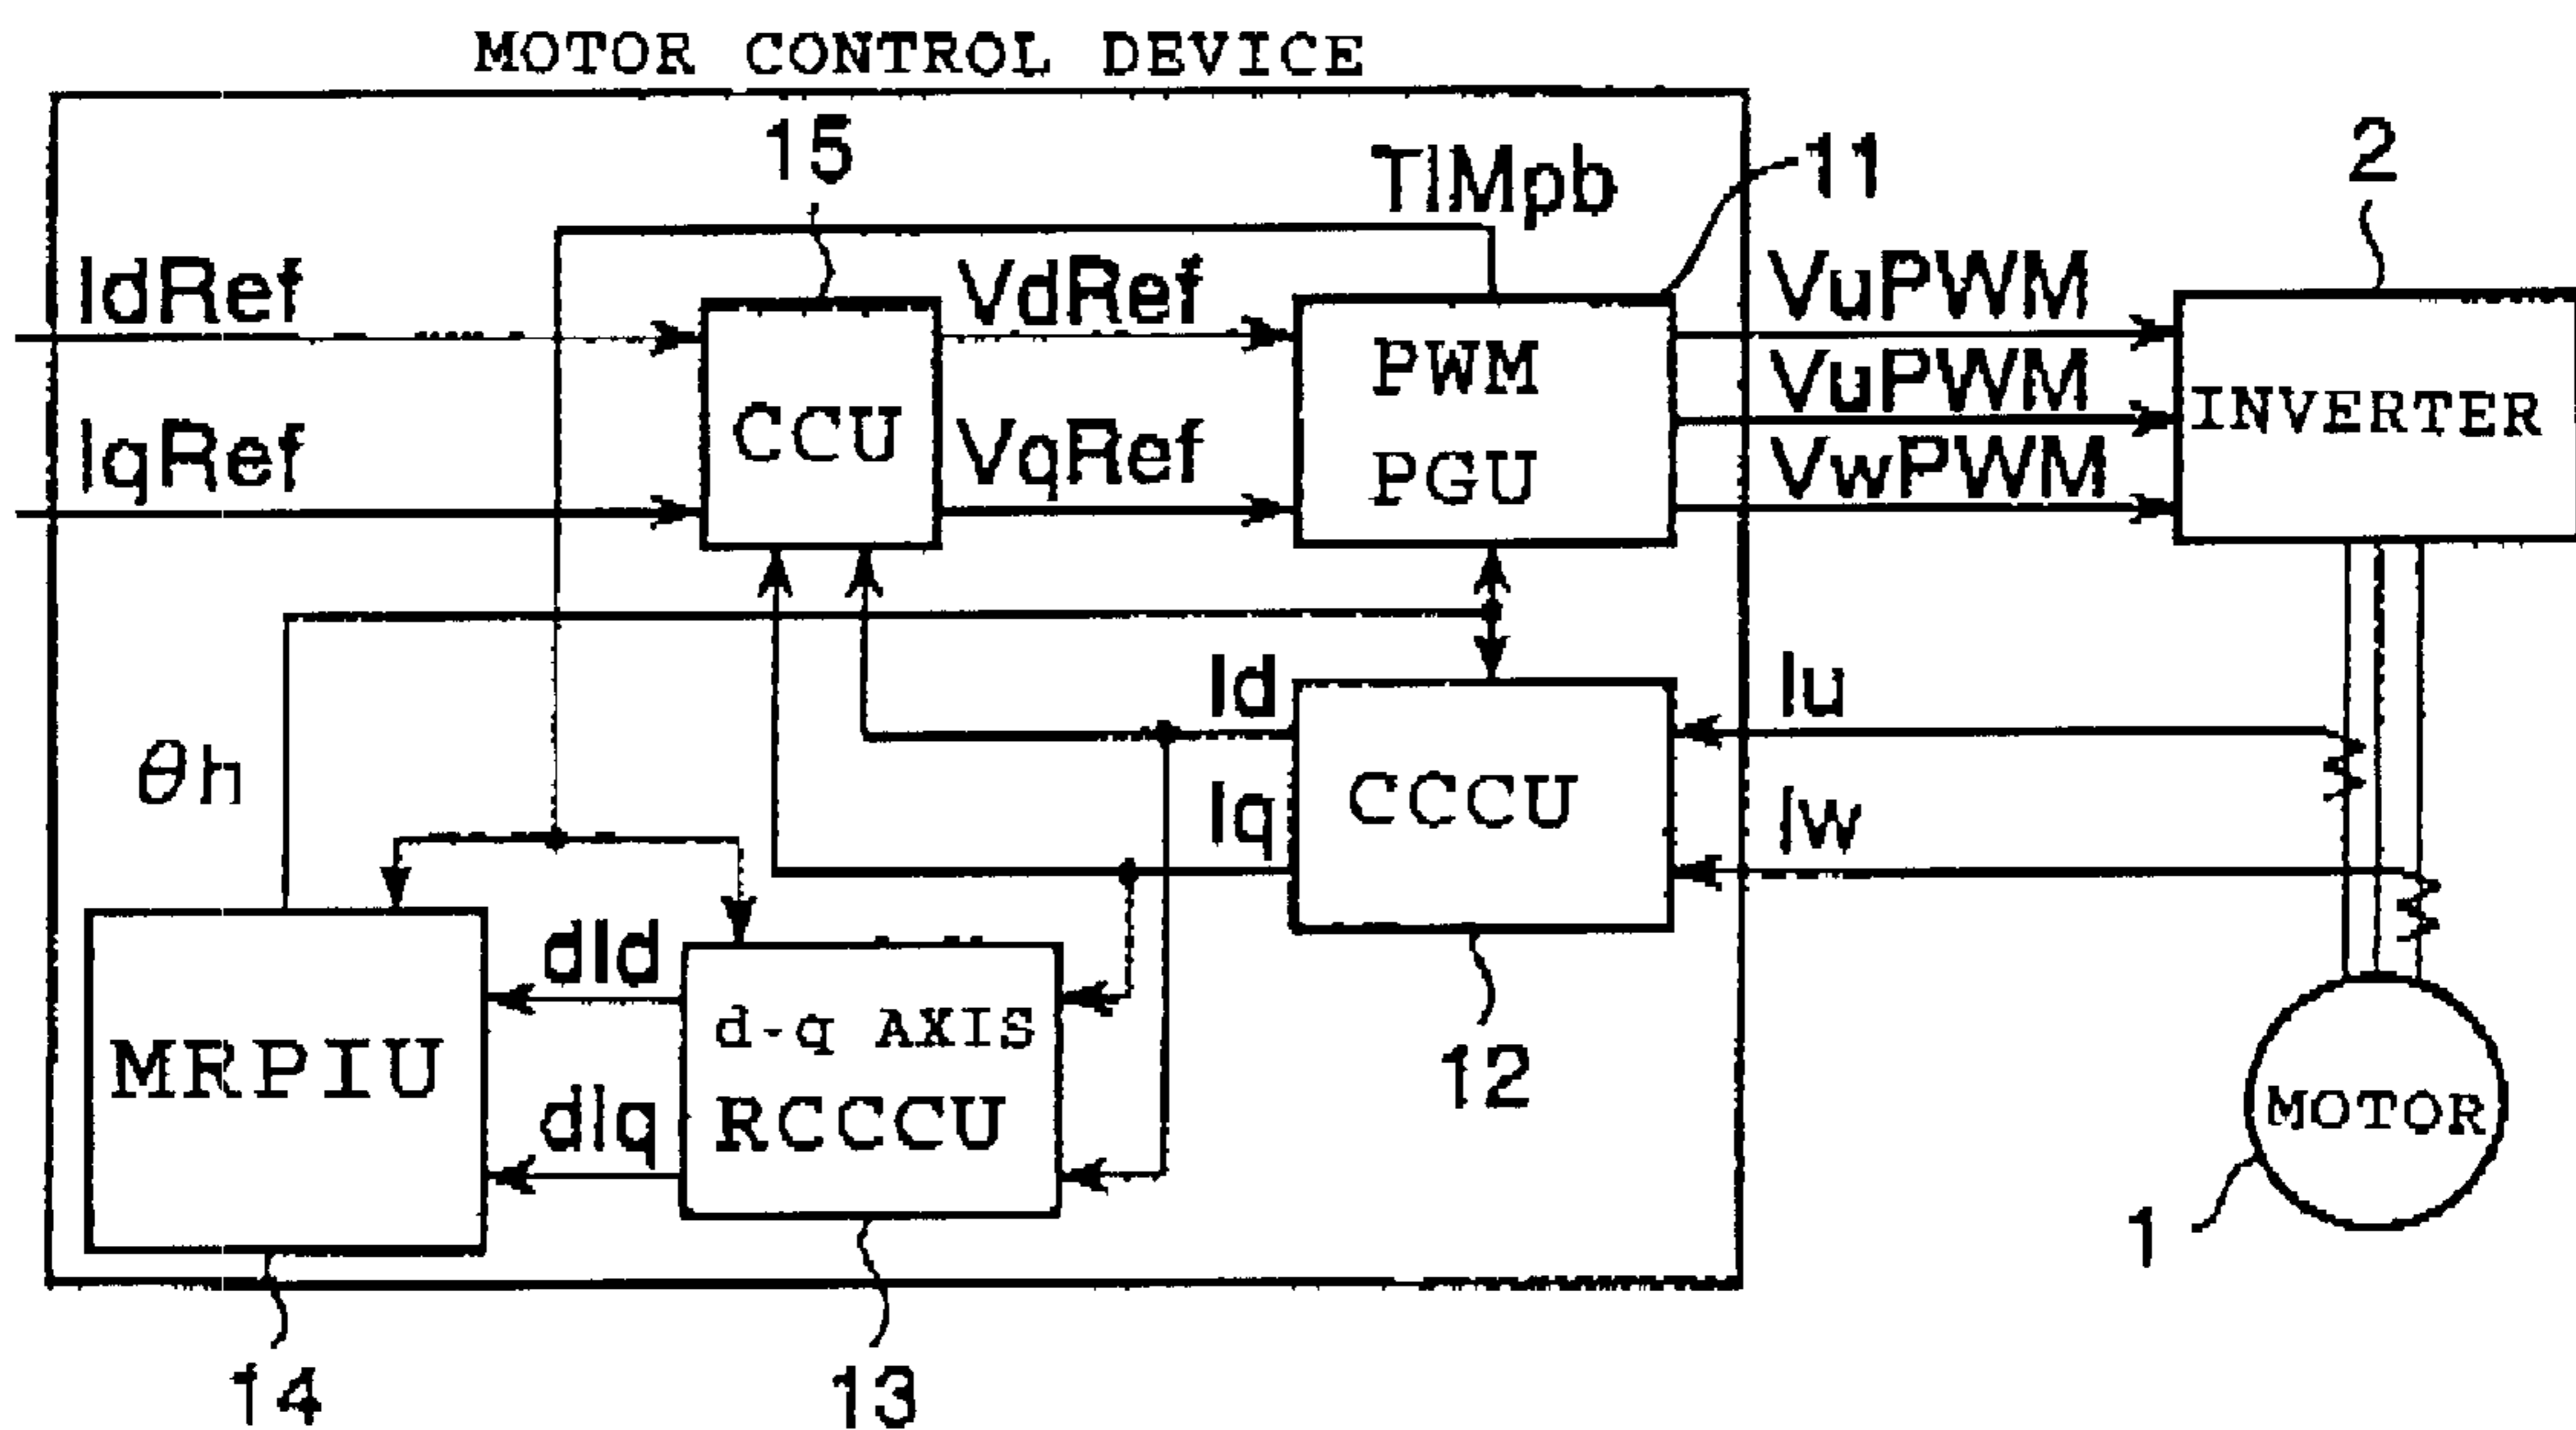 MOTOR CONTROL DEVICE
15
TIMpb
11
2
IdRef
VdRef
VuPWM
PWM
VuPWM
INVERTER
CCU
IqRef
VqRef
PGU
VwPWM
Id
Iu
θh
CCCU
Iq
Iw
dId
d-q AXIS
MRPIU
12
MOTOR
dIq
RCCCU
1
14
13